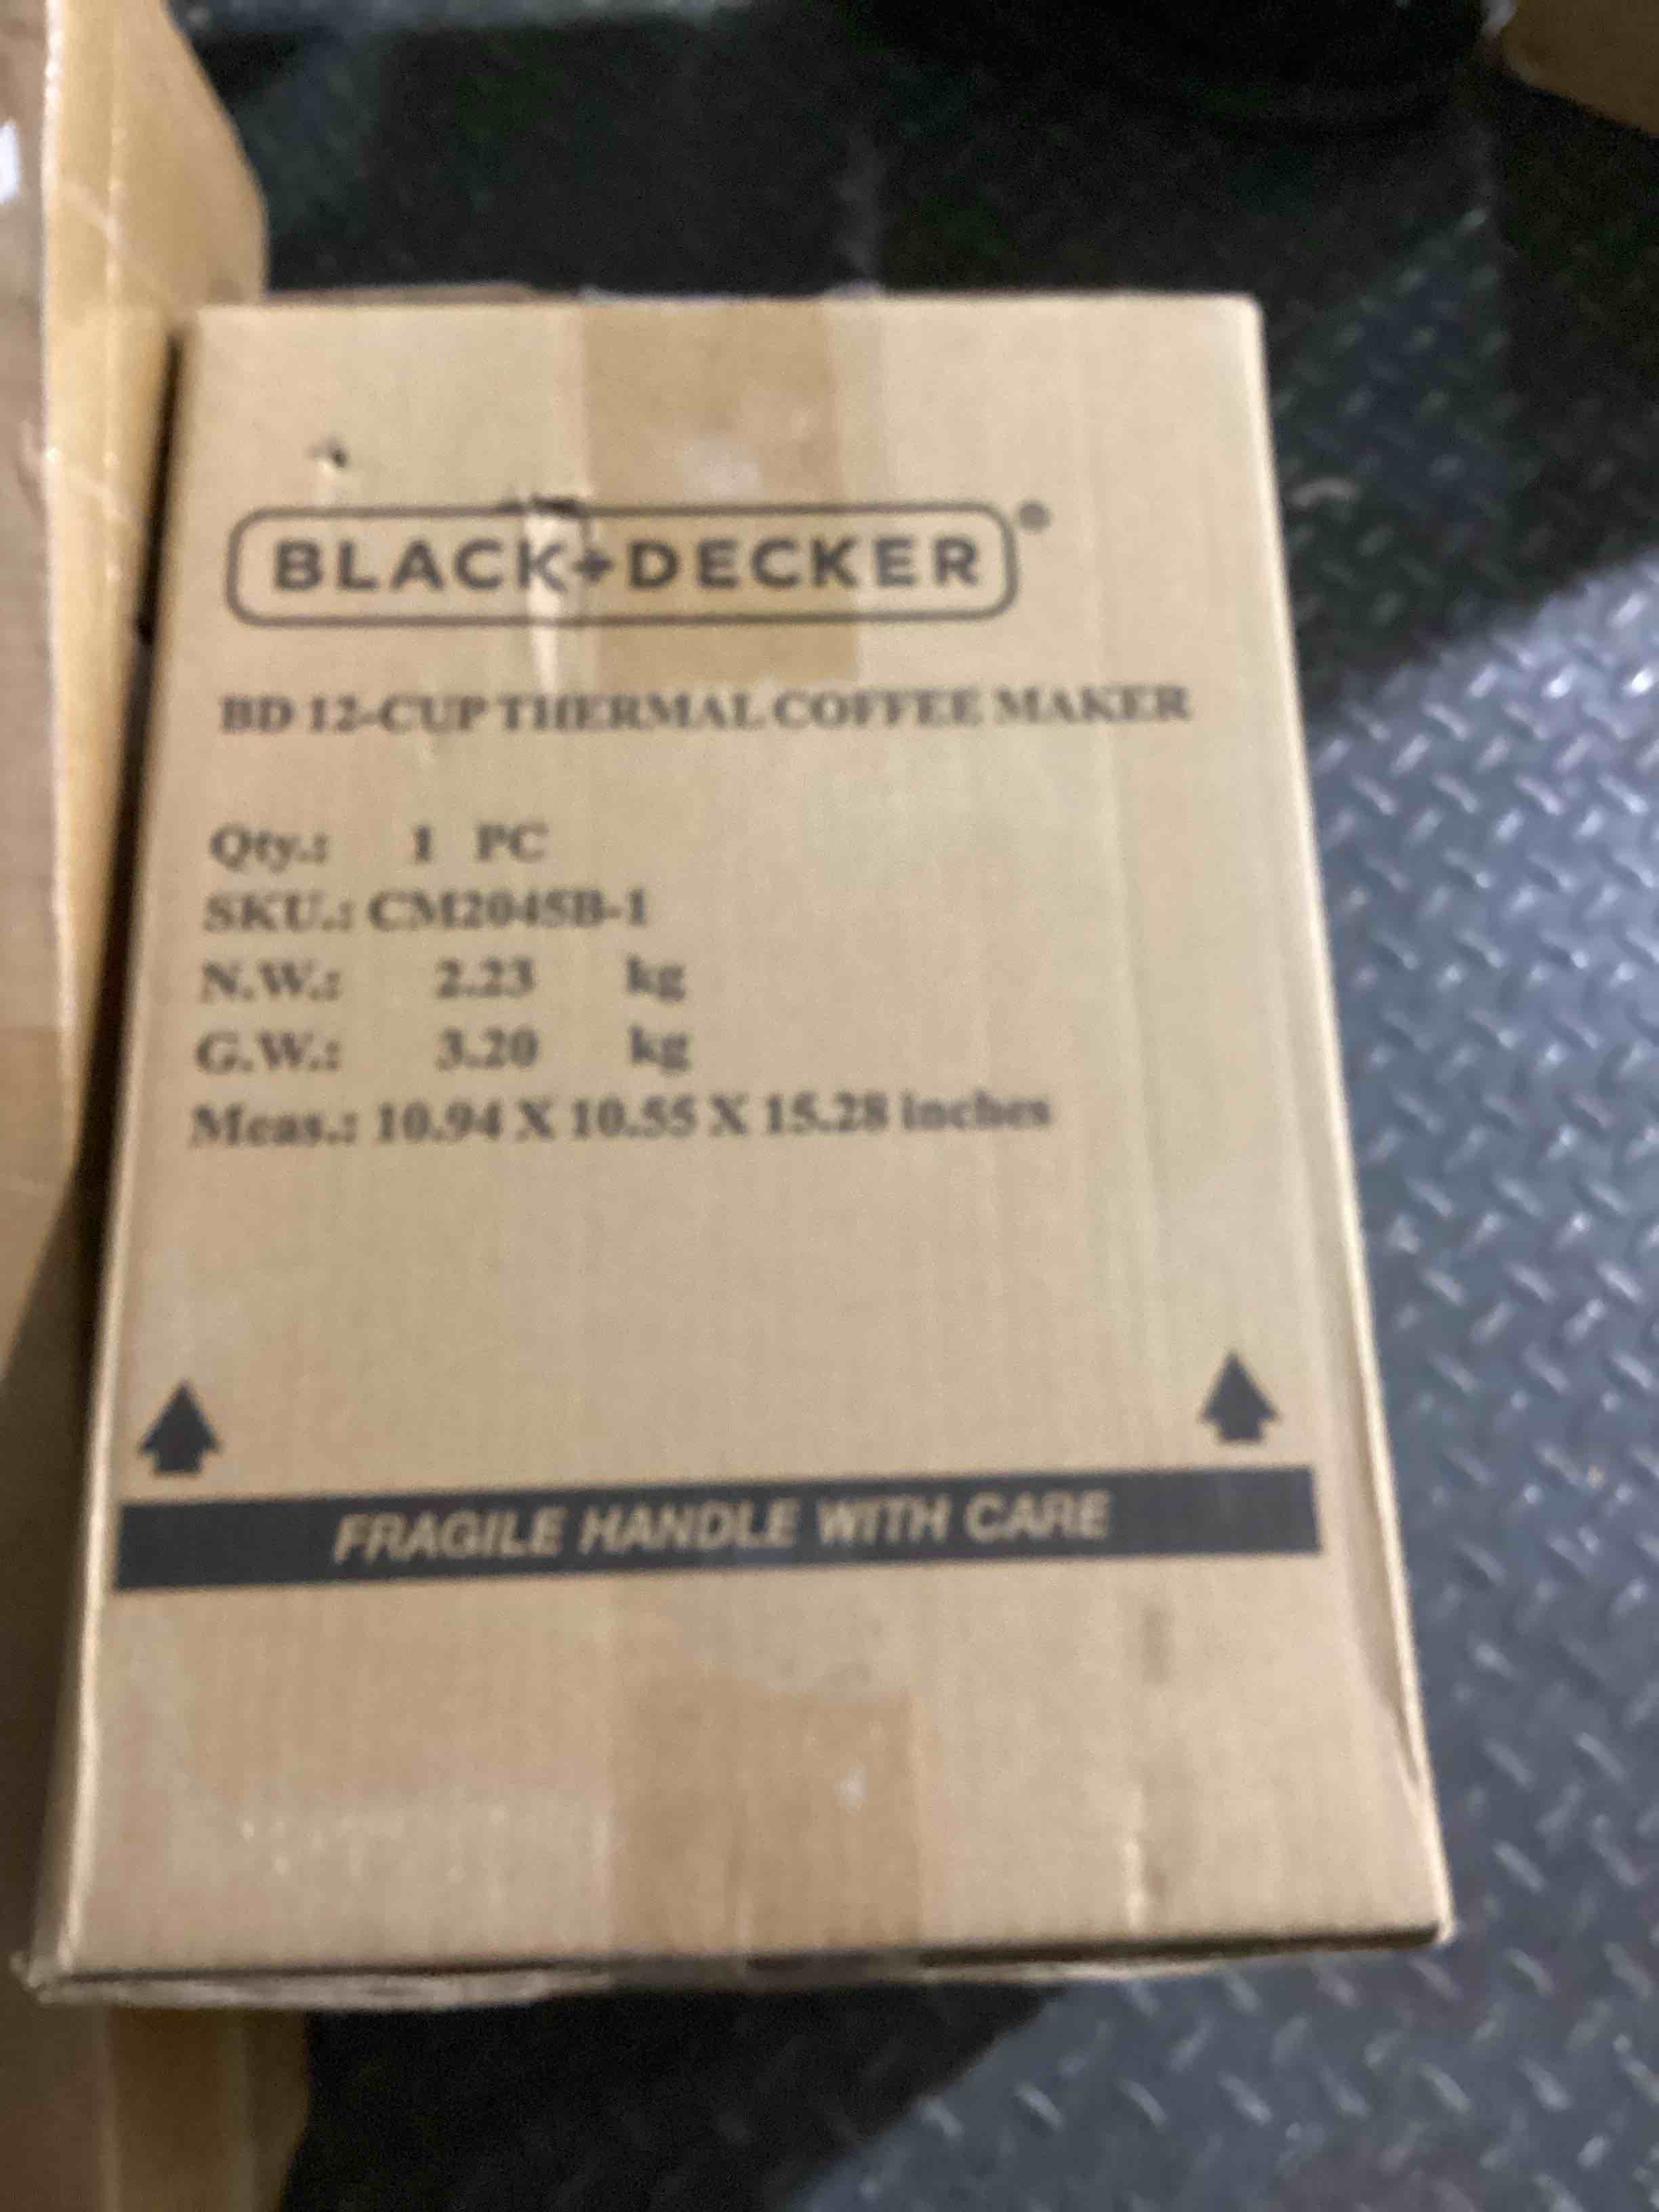 BLACK+DECKER®
BD 12-CUP THERMAL COFFEE MAKER
Qty.: 1 PC
SKU.: CM2045B-1
N.W.: 2.23 kg
G.W.: 3.20 kg
Meas.: 10.94 X 10.55 X 15.28 inches
FRAGILE HANDLE WITH CARE